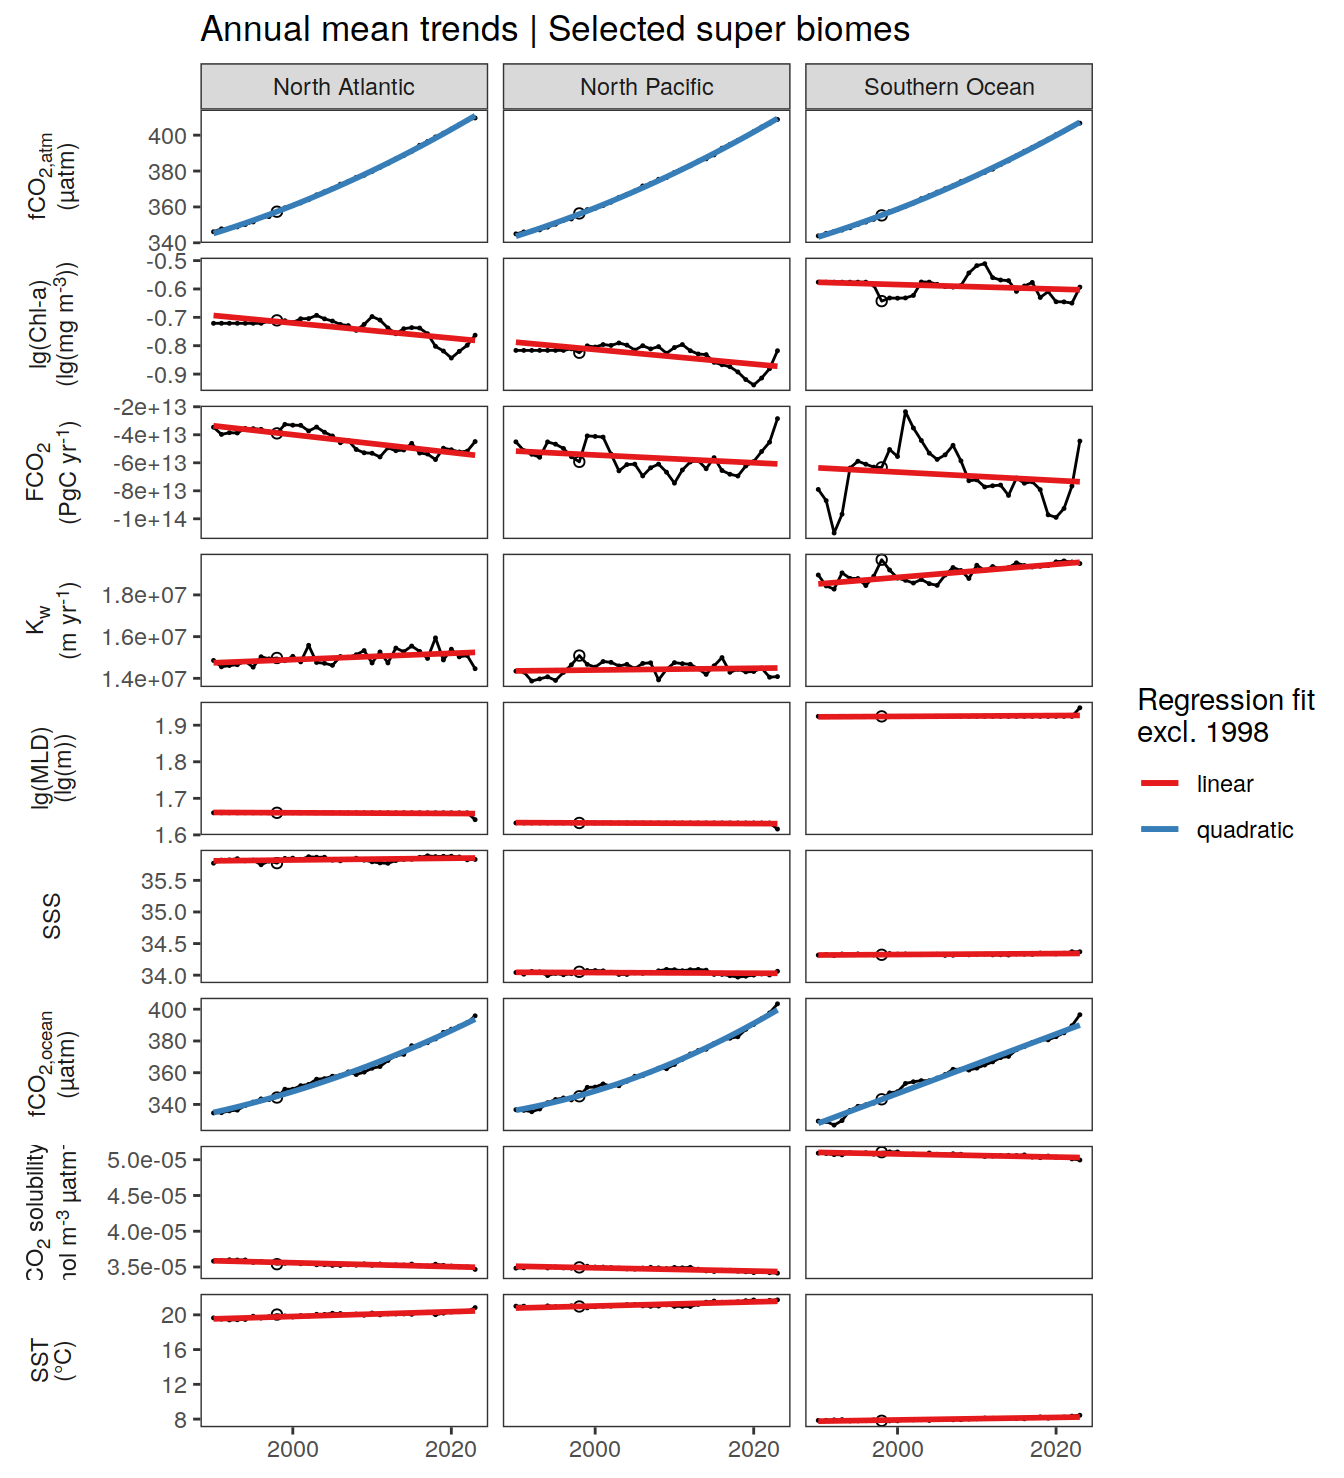 Annual mean trends | Selected super biomes
North Atlantic
North Pacific
Southern Ocean
fCO2,atm
(µatm)
400
380
360
340
lg(Chl-a)
(lg(mg m-3))
-0.5
-0.6
-0.7
-0.8
-0.9
FCO2
(PgC yr-1)
-2e+13
-4e+13
-6e+13
-8e+13
-1e+14
Kw
(m yr-1)
1.8e+07
1.6e+07
1.4e+07
lg(MLD)
(lg(m))
1.9
1.8
1.7
1.6
SSS
35.5
35.0
34.5
34.0
fCO2,ocean
(µatm)
400
380
360
340
CO2 solubility
m-3 µatm-
5.0e-05
4.5e-05
4.0e-05
3.5e-05
SST
(°C)
20
16
12
8
2000
2020
2000
2020
2000
2020
Regression fit
excl. 1998
linear
quadratic